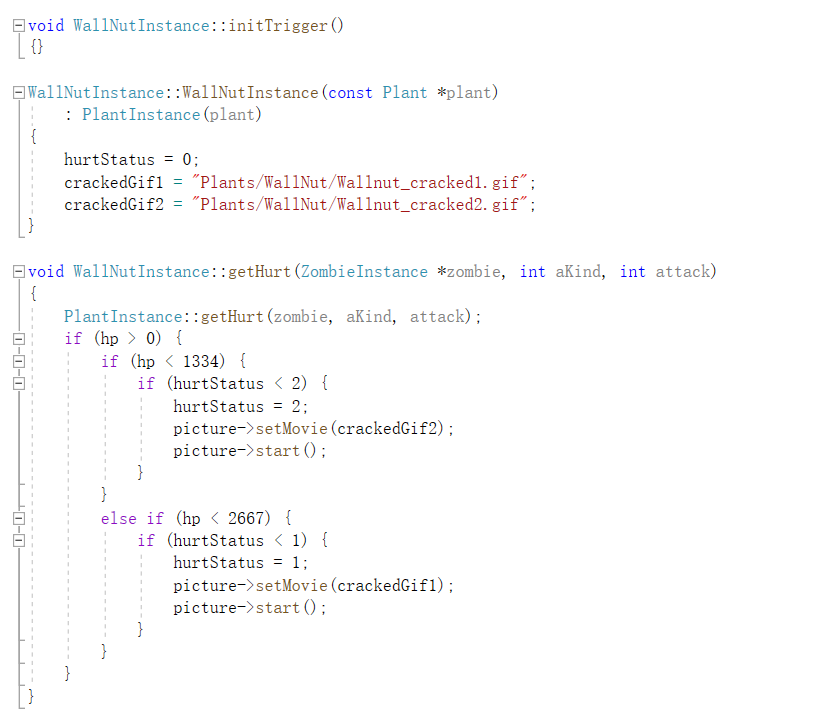 void WallNutInstance::initTrigger()
{}
WallNutInstance::WallNutInstance(const Plant *plant)
    : PlantInstance(plant)
{
    hurtStatus = 0;
    crackedGif1 = "Plants/WallNut/Wallnut_cracked1.gif";
    crackedGif2 = "Plants/WallNut/Wallnut_cracked2.gif";
}
void WallNutInstance::getHurt(ZombieInstance *zombie, int aKind, int attack)
{
    PlantInstance::getHurt(zombie, aKind, attack);
    if (hp > 0) {
        if (hp < 1334) {
            if (hurtStatus < 2) {
                hurtStatus = 2;
                picture->setMovie(crackedGif2);
                picture->start();
            }
        }
        else if (hp < 2667) {
            if (hurtStatus < 1) {
                hurtStatus = 1;
                picture->setMovie(crackedGif1);
                picture->start();
            }
        }
    }
}